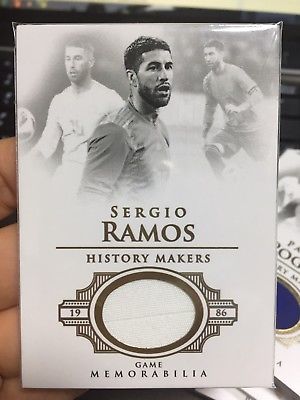 SERGIO
RAMOS
HISTORY MAKERS
19 86
GAME
MEMORABILIA